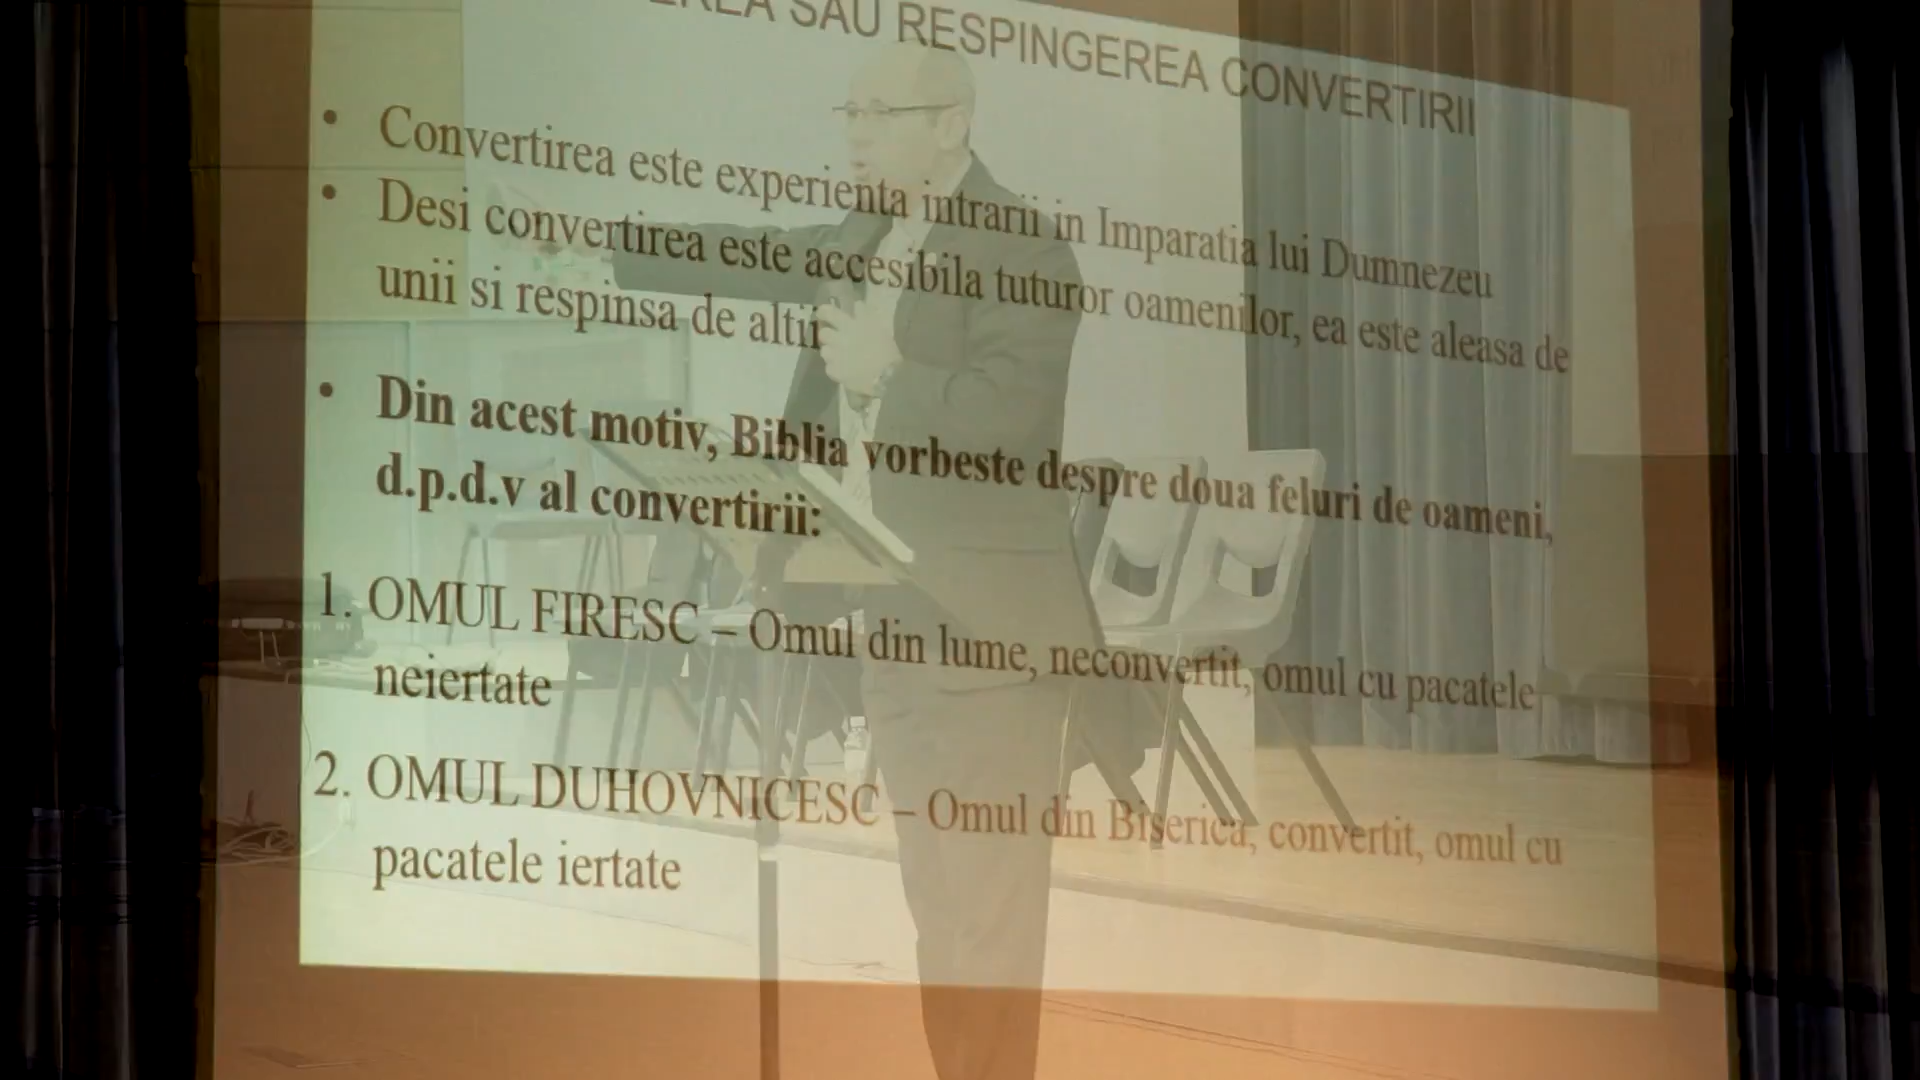 SAU RESPINGEREA CONVERTIRII
• Convertirea este experienta intrarii in Imparatia lui Dumnezeu
• Desi convertirea este accesibila tuturor oamenilor, ea este aleasa de
unii si respinsa de altii
• Din acest motiv, Biblia vorbeste despre doua feluri de oameni,
d.p.d.v al convertirii:
1. OMUL FIRESC – Omul din lume, neconvertit, omul cu pacatele
neiertate
2. OMUL DUHOVNICESC – Omul din Biserica, convertit, omul cu
pacatele iertate